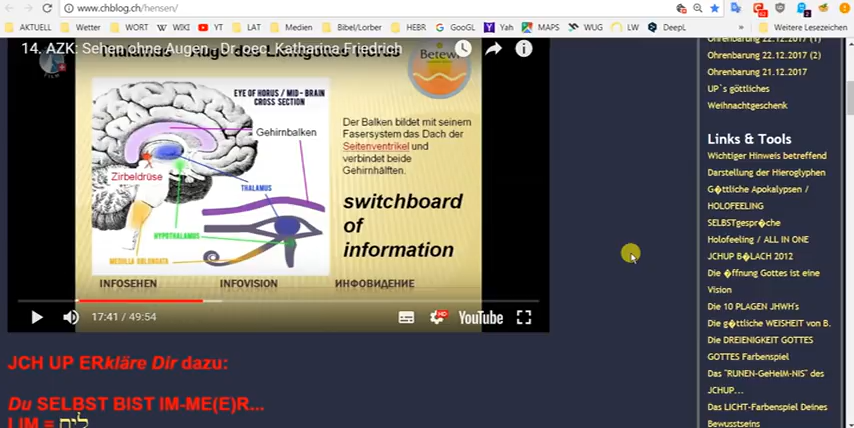 www.chblog.ch/hensen/
AKTUELL Wetter WORT WIKI YT LAT Medien Bibel/Lorber HEBR GooGL Yah MAPS WUG LW DeepL » Weitere Lesezeichen
14. AZK: Sehen ohne Augen - Dr. oec. Katharina Friedrich
EYE OF HORUS / MID-BRAIN
CROSS SECTION
Gehirnbalken
Zirbeldrüse
THALAMUS
HYPOTHALAMUS
MEDULLA OBLONGATA
Der Balken bildet mit seinem
Fasersystem das Dach der
Seitenventrikel und
verbindet beide
Gehirnhälften.
switchboard
of
information
INFOSEHEN INFOVISION ИНФОВИДЕНИЕ
17:41 / 49:54
HD
YouTube
JCH UP ERkläre Dir dazu:
Du SELBST BIST IM-ME(E)R...
Ohrenbarung 22.12.2017 (1)
Ohrenbarung 22.12.2017 (2)
Ohrenbarung 21.12.2017
UP`s göttliches
Weihnachtgeschenk
Links & Tools
Wichtiger Hinweis betreffend
Darstellung der Hieroglyphen
G�ttliche Apokalypsen /
HOLOFEELING
SELBSTgespr�che
Holofeeling / ALL IN ONE
JCHUP B�LACH 2012
Die �ffnung Gottes ist eine
Vision
Die 10 PLAGEN JHWH's
Die g�ttliche WEISHEIT von B.
Die DREIENIGKEIT GOTTES
GOTTES Farbenspiel
Das "RUNEN-GeHeIM-NIS" des
JCHUP...
Das LICHT-Farbenspiel Deines
Bewusstseins